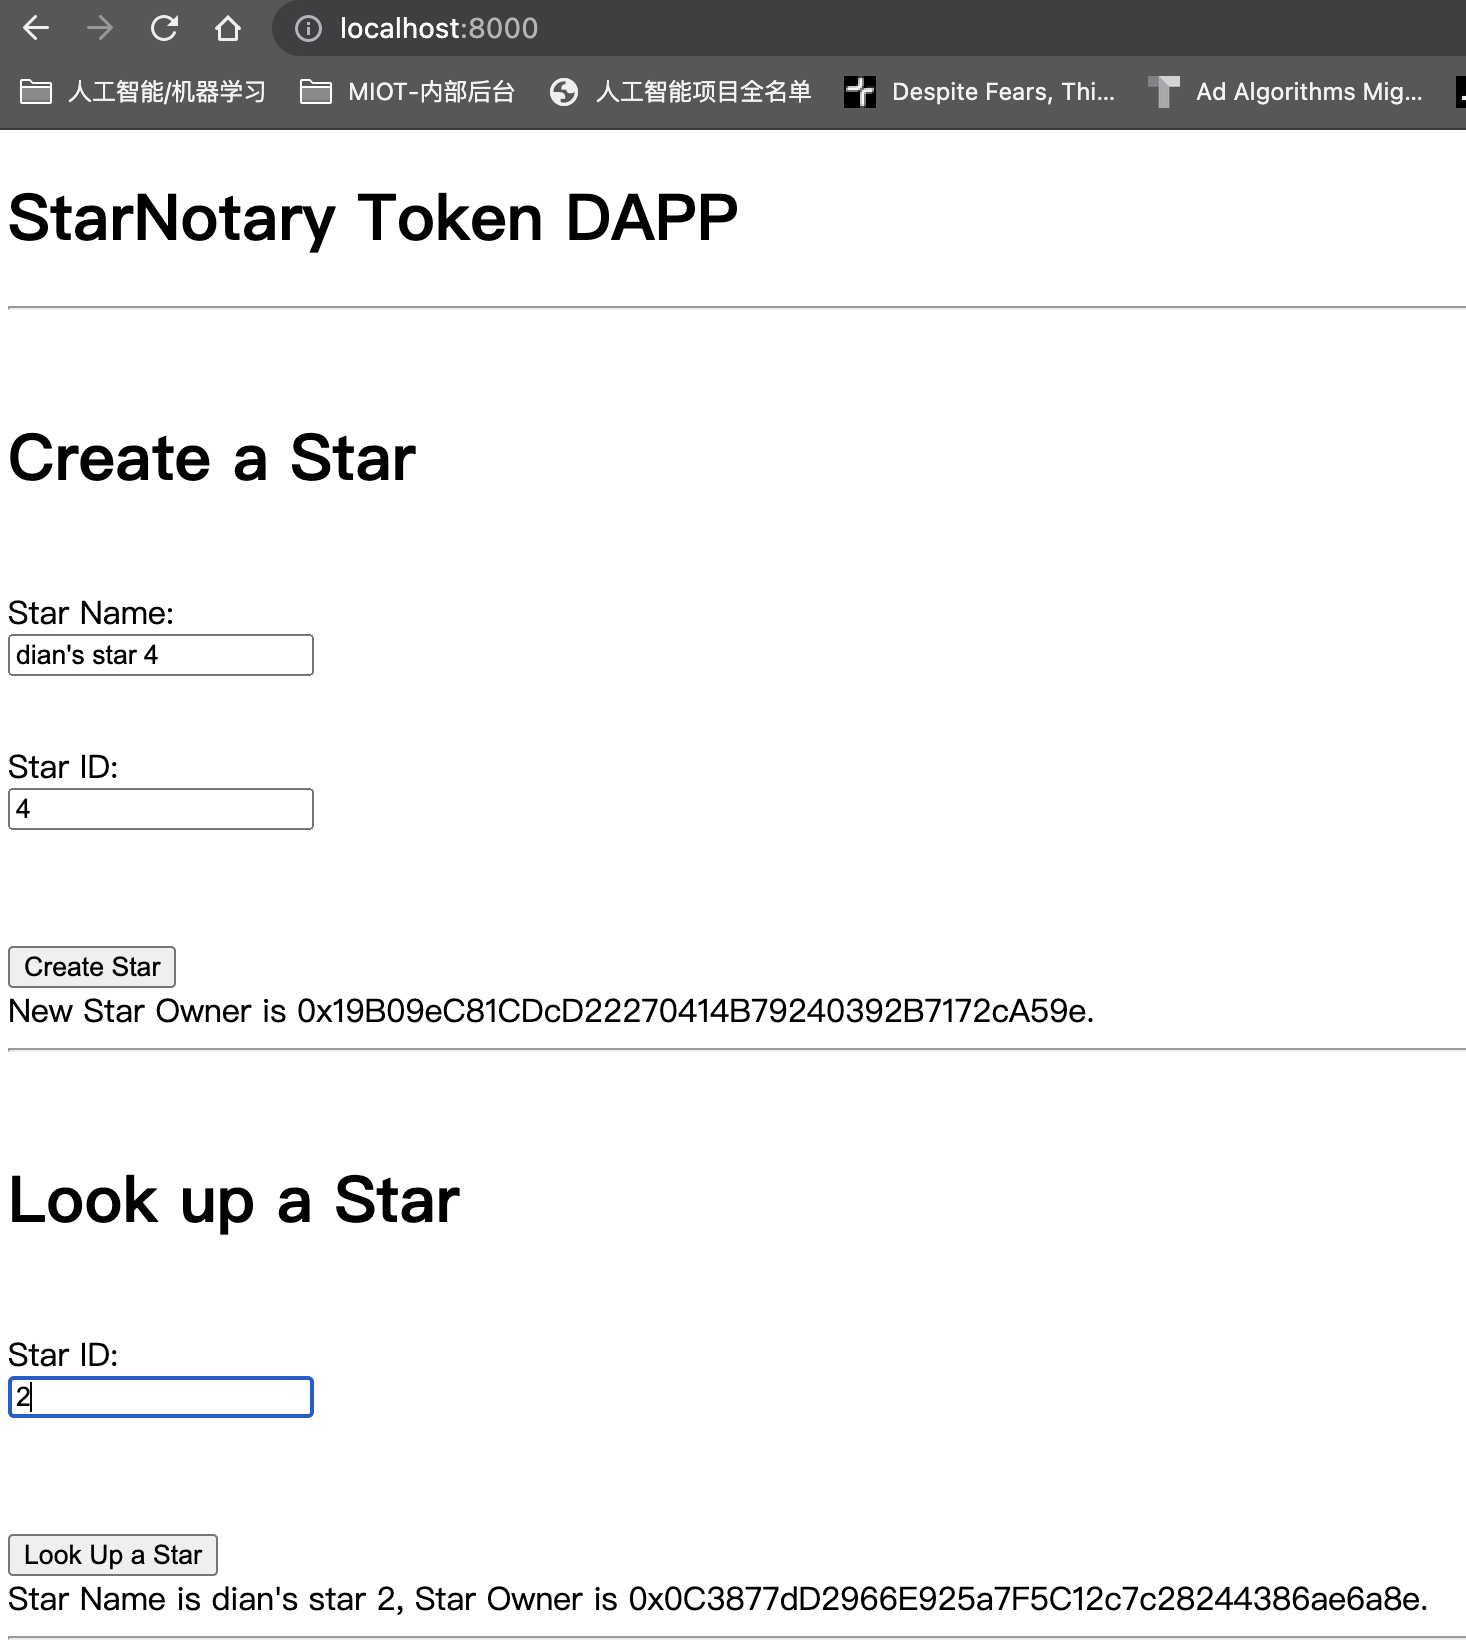 localhost:8000
人工智能/机器学习 MIOT-内部后台 人工智能项目全名单 Despite Fears, Thi... Ad Algorithms Mig...
StarNotary Token DAPP
Create a Star
Star Name:
dian's star 4
Star ID:
4
Create Star
New Star Owner is 0x19B09eC81CDcD22270414B79240392B7172cA59e.
Look up a Star
Star ID:
2
Look Up a Star
Star Name is dian's star 2, Star Owner is 0x0C3877dD2966E925a7F5C12c7c28244386ae6a8e.